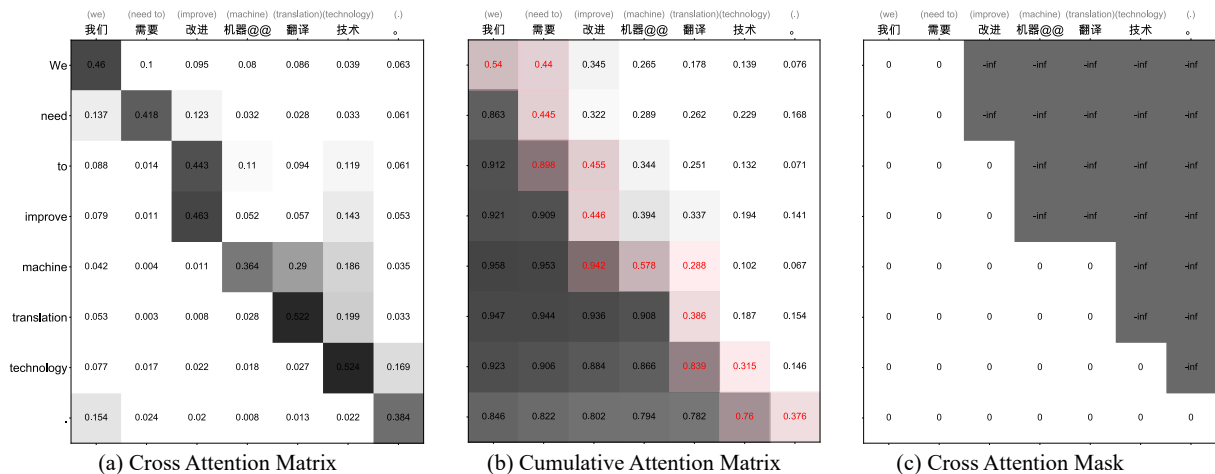 (we) (need to) (improve) (machine) (translation)(technology) (.)
我们 需要 改进 机器@@ 翻译 技术 。
We 0.46 0.1 0.095 0.08 0.086 0.039 0.063
need 0.137 0.418 0.123 0.032 0.028 0.033 0.061
to 0.088 0.014 0.443 0.11 0.094 0.119 0.061
improve 0.079 0.011 0.463 0.052 0.057 0.143 0.053
machine 0.042 0.004 0.011 0.364 0.29 0.186 0.035
translation 0.053 0.003 0.008 0.028 0.522 0.199 0.033
technology 0.077 0.017 0.022 0.018 0.027 0.524 0.169
. 0.154 0.024 0.02 0.008 0.013 0.022 0.384
(a) Cross Attention Matrix
(we) (need to) (improve) (machine) (translation)(technology) (.)
我们 需要 改进 机器@@ 翻译 技术 。
0.54 0.44 0.345 0.265 0.178 0.139 0.076
0.863 0.445 0.322 0.289 0.262 0.229 0.168
0.912 0.898 0.455 0.344 0.251 0.132 0.071
0.921 0.909 0.446 0.394 0.337 0.194 0.141
0.958 0.953 0.942 0.578 0.288 0.102 0.067
0.947 0.944 0.936 0.908 0.386 0.187 0.154
0.923 0.906 0.884 0.866 0.839 0.315 0.146
0.846 0.822 0.802 0.794 0.782 0.76 0.376
(b) Cumulative Attention Matrix
(we) (need to) (improve) (machine) (translation)(technology) (.)
我们 需要 改进 机器@@ 翻译 技术 。
0 0 -inf -inf -inf -inf -inf
0 0 -inf -inf -inf -inf -inf
0 0 0 -inf -inf -inf -inf
0 0 0 -inf -inf -inf -inf
0 0 0 0 0 -inf -inf
0 0 0 0 0 -inf -inf
0 0 0 0 0 0 -inf
0 0 0 0 0 0 0
(c) Cross Attention Mask